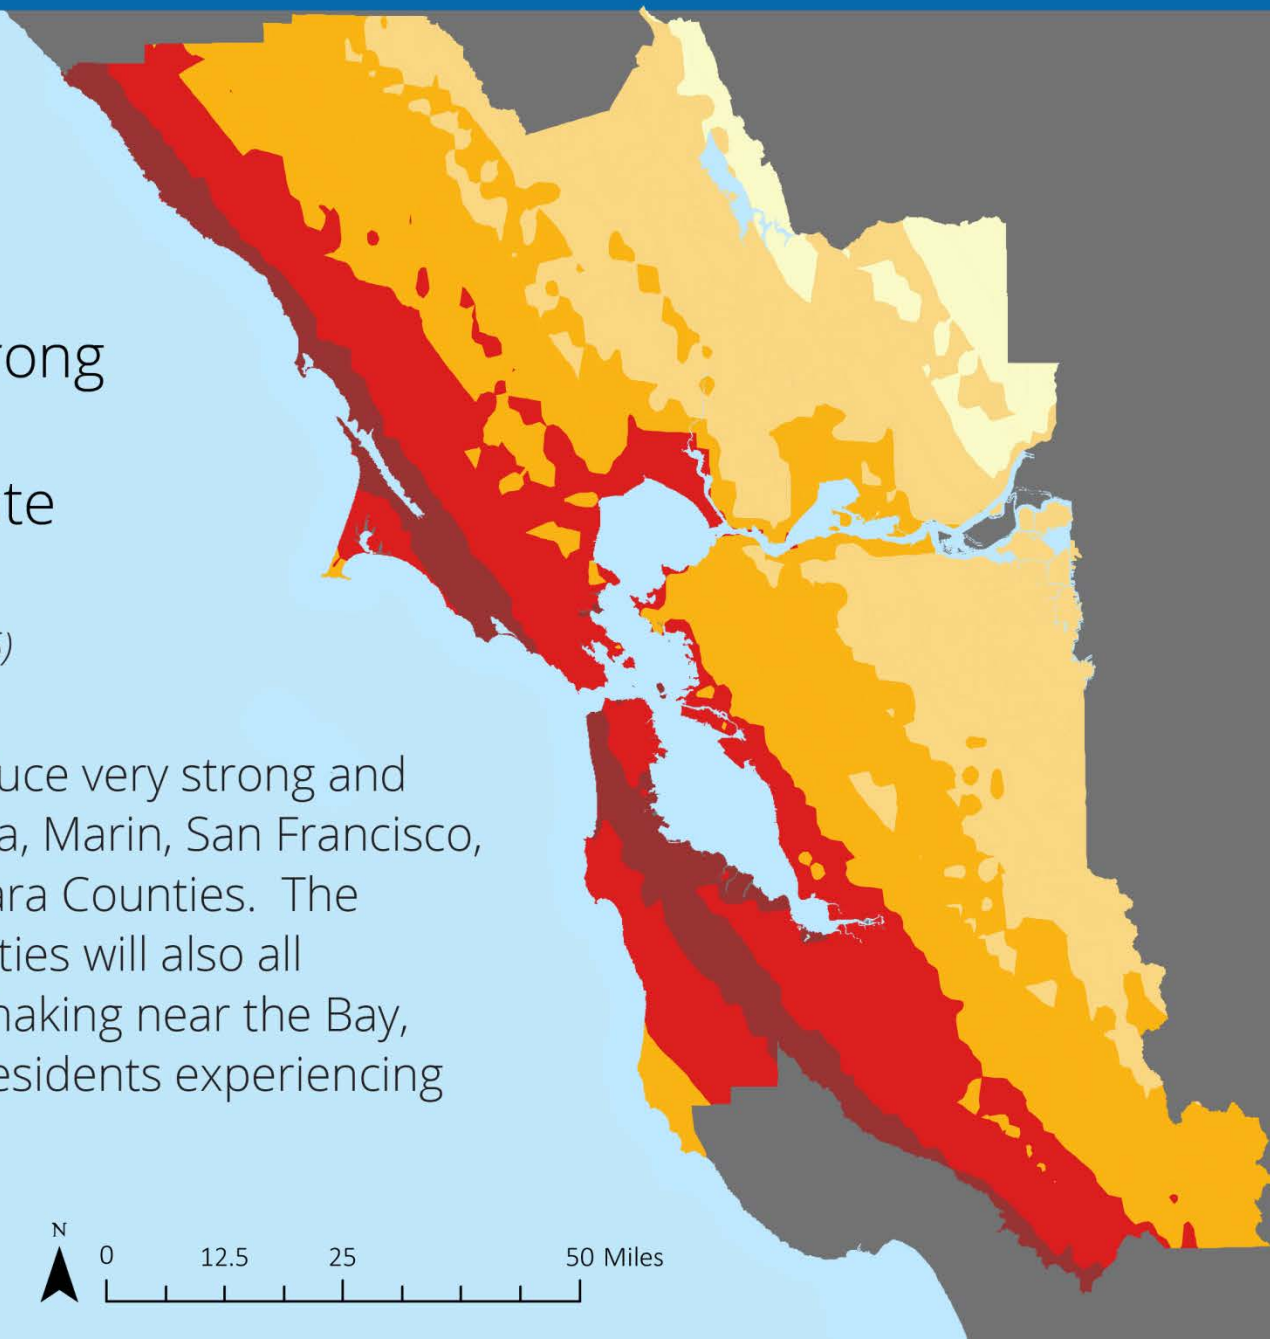 rong
te
)
uce very strong and
a, Marin, San Francisco,
ara Counties. The
ties will also all
naking near the Bay,
esidents experiencing
N
0 12.5 25 50 Miles